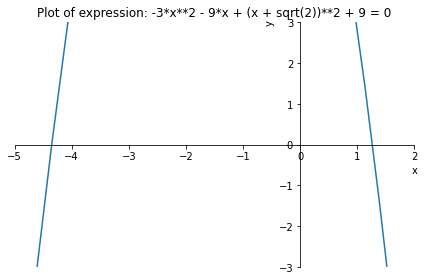 Plot of expression: -3*x**2 - 9*x + (x + sqrt(2))**2 + 9 = 0
y
3
2
1
0
-1
-2
-3
-5 -4 -3 -2 -1 0 1 2
x